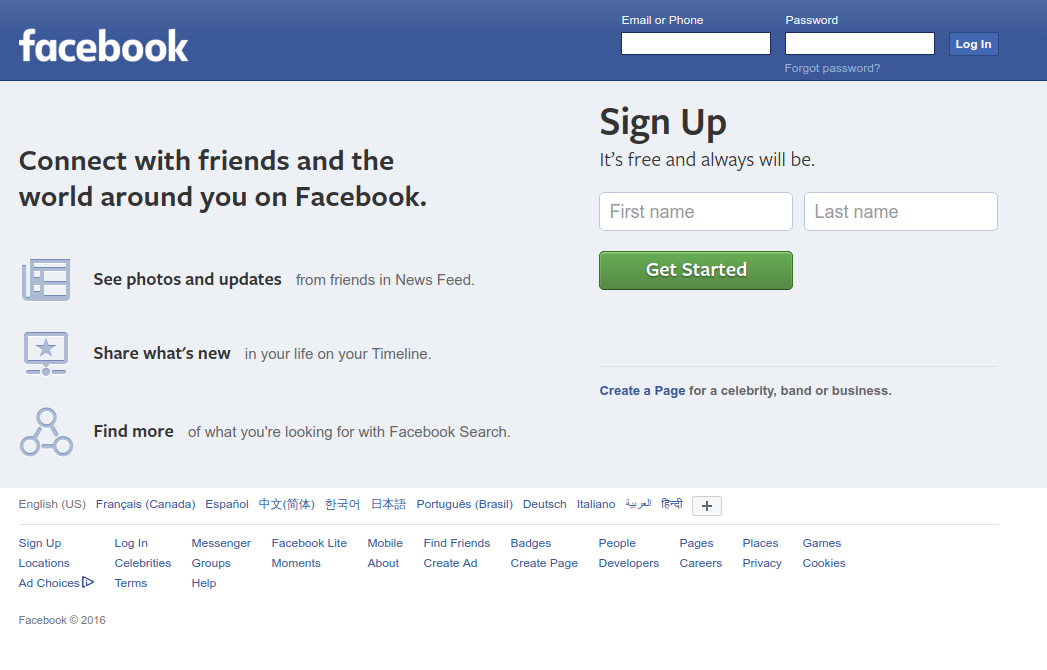 facebook
Email or Phone
Password
Log In
Forgot password?
Connect with friends and the
world around you on Facebook.
See photos and updates from friends in News Feed.
Share what's new in your life on your Timeline.
Find more of what you're looking for with Facebook Search.
Sign Up
It’s free and always will be.
First name Last name
Get Started
Create a Page for a celebrity, band or business.
English (US) Français (Canada) Español 中文(简体) 한국어 日本語 Português (Brasil) Deutsch Italiano العربية हिन्दी
Sign Up Log In Messenger Facebook Lite Mobile Find Friends Badges People Pages Places Games
Locations Celebrities Groups Moments About Create Ad Create Page Developers Careers Privacy Cookies
Ad Choices Terms Help
Facebook © 2016